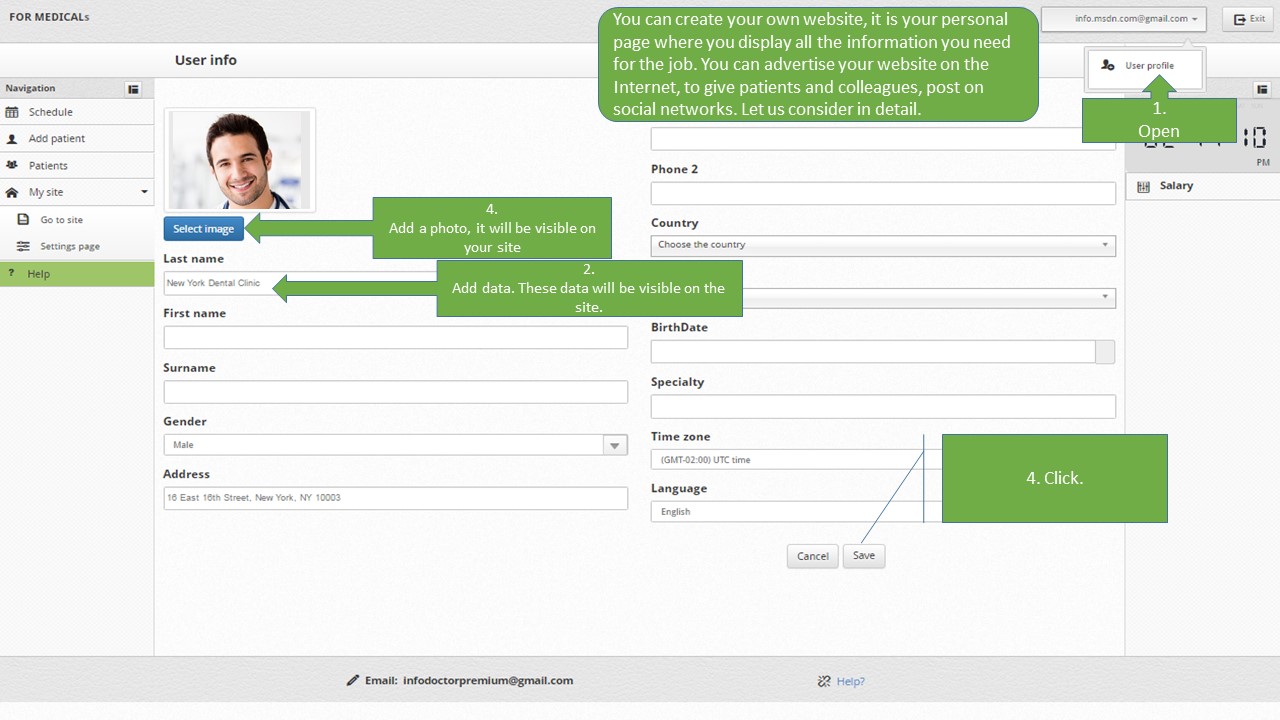 FOR MEDICALs
You can create your own website, it is your personal
page where you display all the information you need
for the job. You can advertise your website on the
Internet, to give patients and colleagues, post on
social networks. Let us consider in detail.
info.msdn.com@gmail.com
Exit
User info
User profile
1.
Open
Navigation
Schedule
Add patient
Patients
My site
Go to site
Settings page
Help
10
PM
Salary
Select image
4.
Add a photo, it will be visible on
your site
Last name
New York Dental Clinic
2.
Add data. These data will be visible on the
site.
First name
Surname
Gender
Male
Address
16 East 16th Street, New York, NY 10003
Phone 2
Country
Choose the country
BirthDate
Specialty
Time zone
(GMT-02:00) UTC time
Language
English
4. Click.
Cancel
Save
Email: infodoctorpremium@gmail.com
Help?